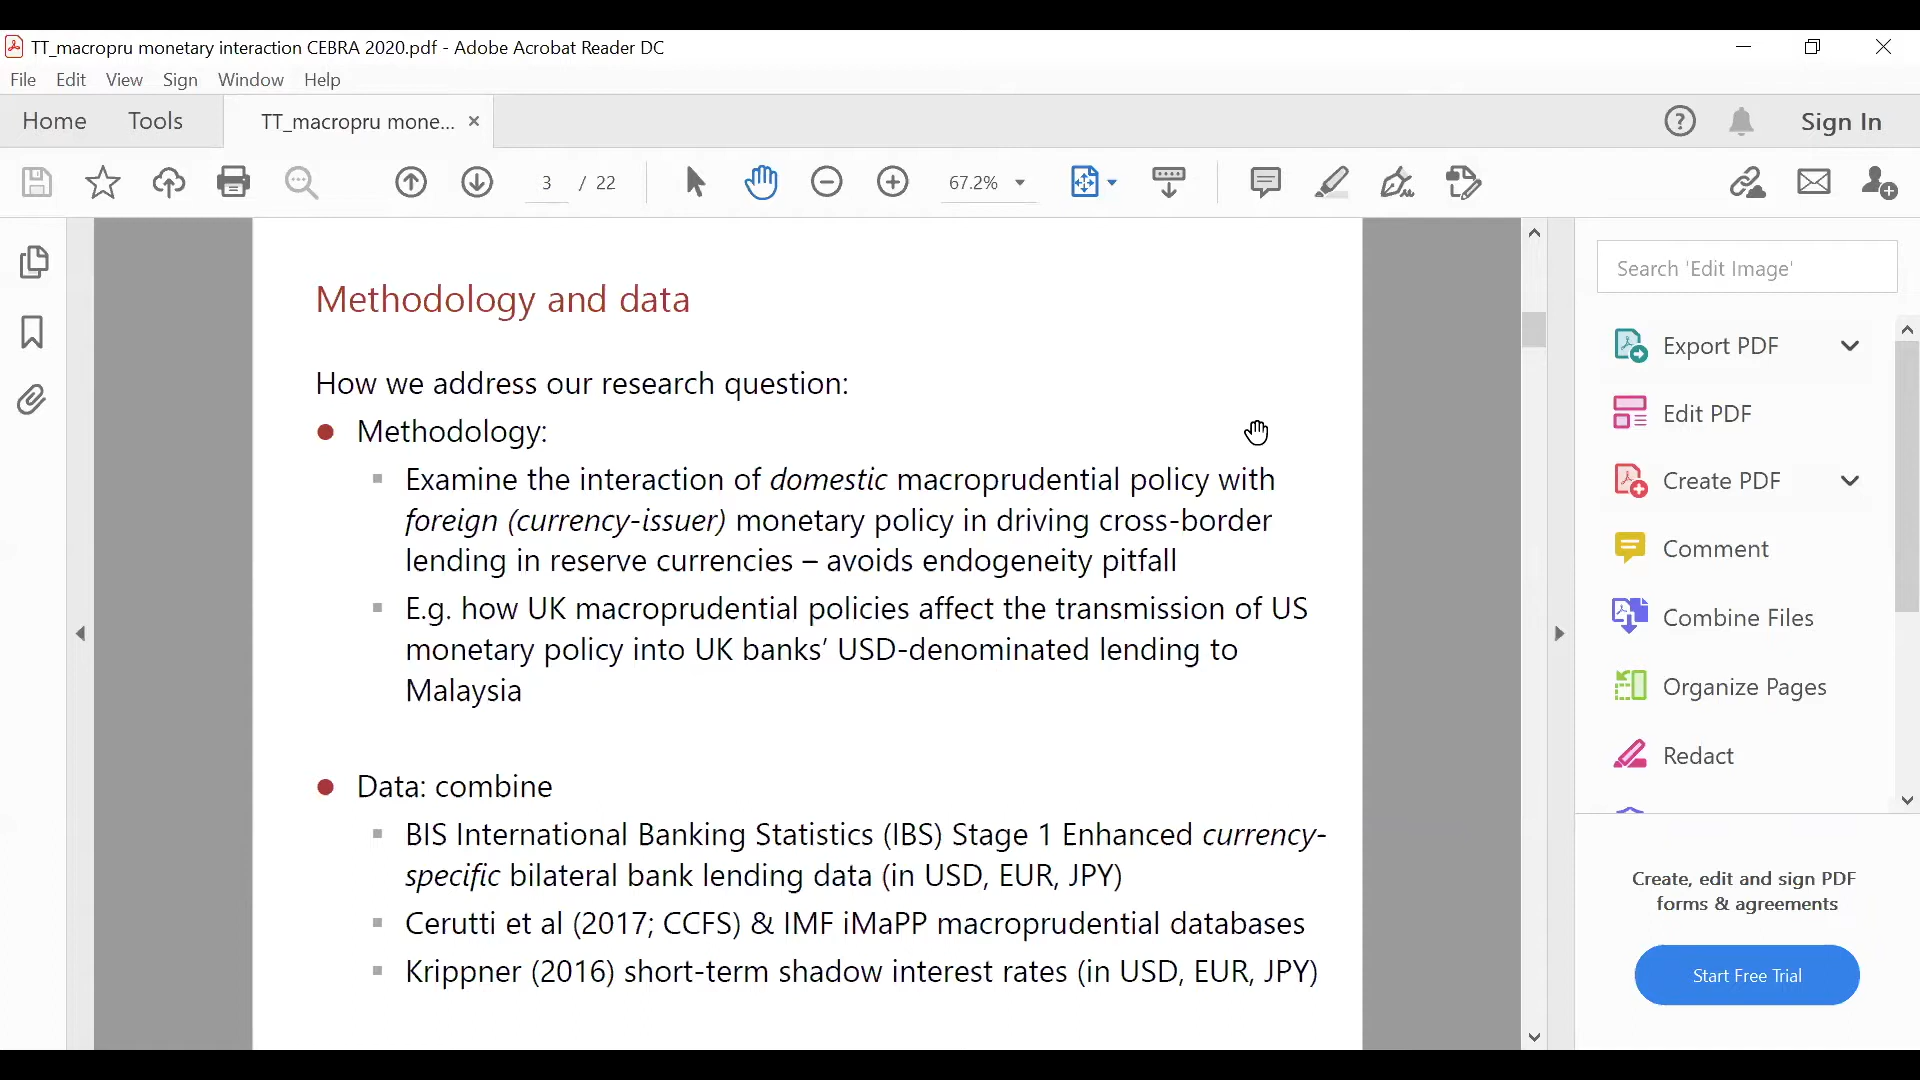 TT_macropru monetary interaction CEBRA 2020.pdf - Adobe Acrobat Reader DC
File Edit View Sign Window Help
Home Tools TT_macropru mone... × Sign In
3 / 22 67.2%
Methodology and data
How we address our research question:
Methodology:
Examine the interaction of domestic macroprudential policy with
foreign (currency-issuer) monetary policy in driving cross-border
lending in reserve currencies – avoids endogeneity pitfall
E.g. how UK macroprudential policies affect the transmission of US
monetary policy into UK banks’ USD-denominated lending to
Malaysia
Data: combine
BIS International Banking Statistics (IBS) Stage 1 Enhanced currency-
specific bilateral bank lending data (in USD, EUR, JPY)
Cerutti et al (2017; CCFS) & IMF iMaPP macroprudential databases
Krippner (2016) short-term shadow interest rates (in USD, EUR, JPY)
Search 'Edit Image'
Export PDF
Edit PDF
Create PDF
Comment
Combine Files
Organize Pages
Redact
Create, edit and sign PDF
forms & agreements
Start Free Trial